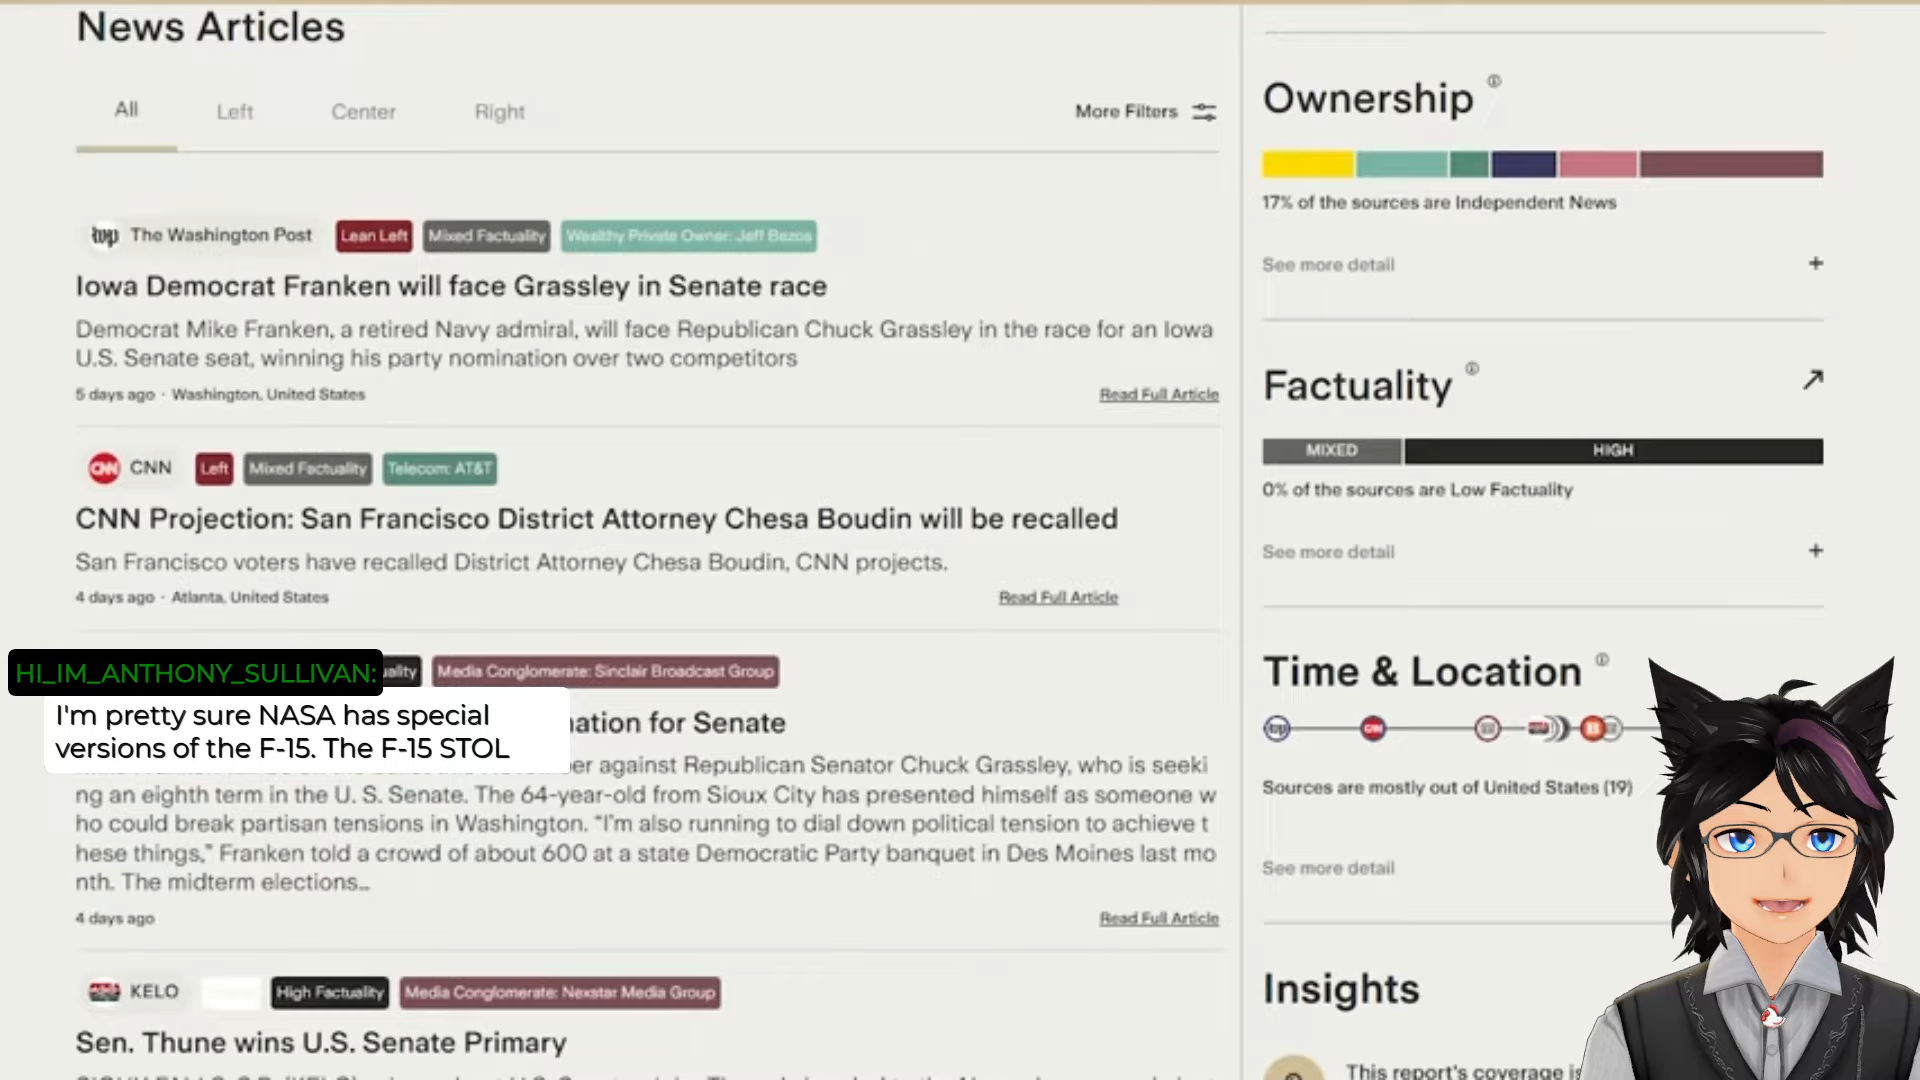 News Articles
All
Left
Center
Right
More Filters
The Washington Post
Lean Left
Mixed Factuality
Wealthy Private Owner: Jeff Bezos
Iowa Democrat Franken will face Grassley in Senate race
Democrat Mike Franken, a retired Navy admiral, will face Republican Chuck Grassley in the race for an Iowa
U.S. Senate seat, winning his party nomination over two competitors
5 days ago · Washington, United States
Read Full Article
CNN
CNN
Left
Mixed Factuality
Telecom: AT&T
CNN Projection: San Francisco District Attorney Chesa Boudin will be recalled
San Francisco voters have recalled District Attorney Chesa Boudin, CNN projects.
4 days ago · Atlanta, United States
Read Full Article
HI_IM_ANTHONY_SULLIVAN:
I'm pretty sure NASA has special
versions of the F-15. The F-15 STOL
ality
Media Conglomerate: Sinclair Broadcast Group
ation for Senate
er against Republican Senator Chuck Grassley, who is seeki
ng an eighth term in the U. S. Senate. The 64-year-old from Sioux City has presented himself as someone w
ho could break partisan tensions in Washington. “I’m also running to dial down political tension to achieve t
hese things,” Franken told a crowd of about 600 at a state Democratic Party banquet in Des Moines last mo
nth. The midterm elections...
4 days ago
Read Full Article
KELO
High Factuality
Media Conglomerate: Nexstar Media Group
Sen. Thune wins U.S. Senate Primary
Ownership
17% of the sources are Independent News
See more detail
+
Factuality
MIXED
HIGH
0% of the sources are Low Factuality
See more detail
+
Time & Location
Sources are mostly out of United States (19)
See more detail
Insights
This report's coverage is